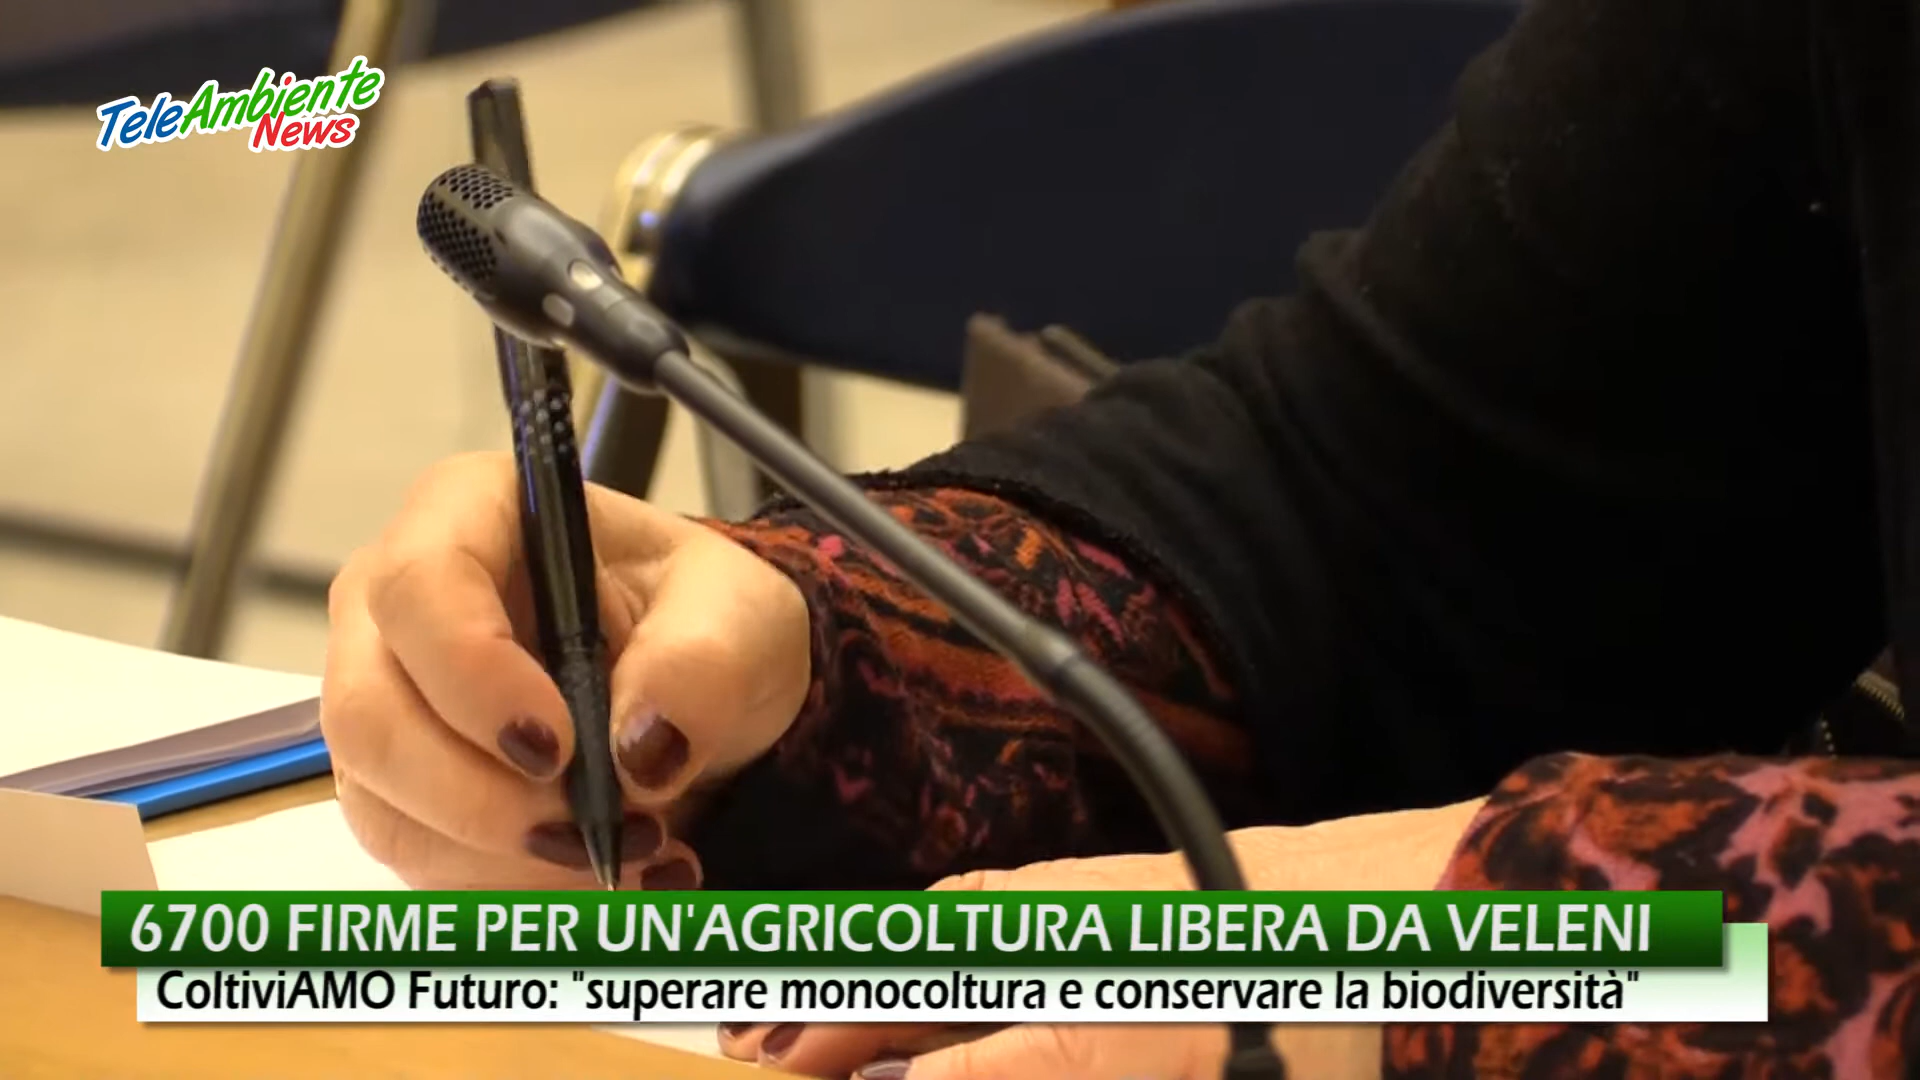 TeleAmbiente
News
6700 FIRME PER UN'AGRICOLTURA LIBERA DA VELENI
ColtiviAMO Futuro: "superare monocoltura e conservare la biodiversità"